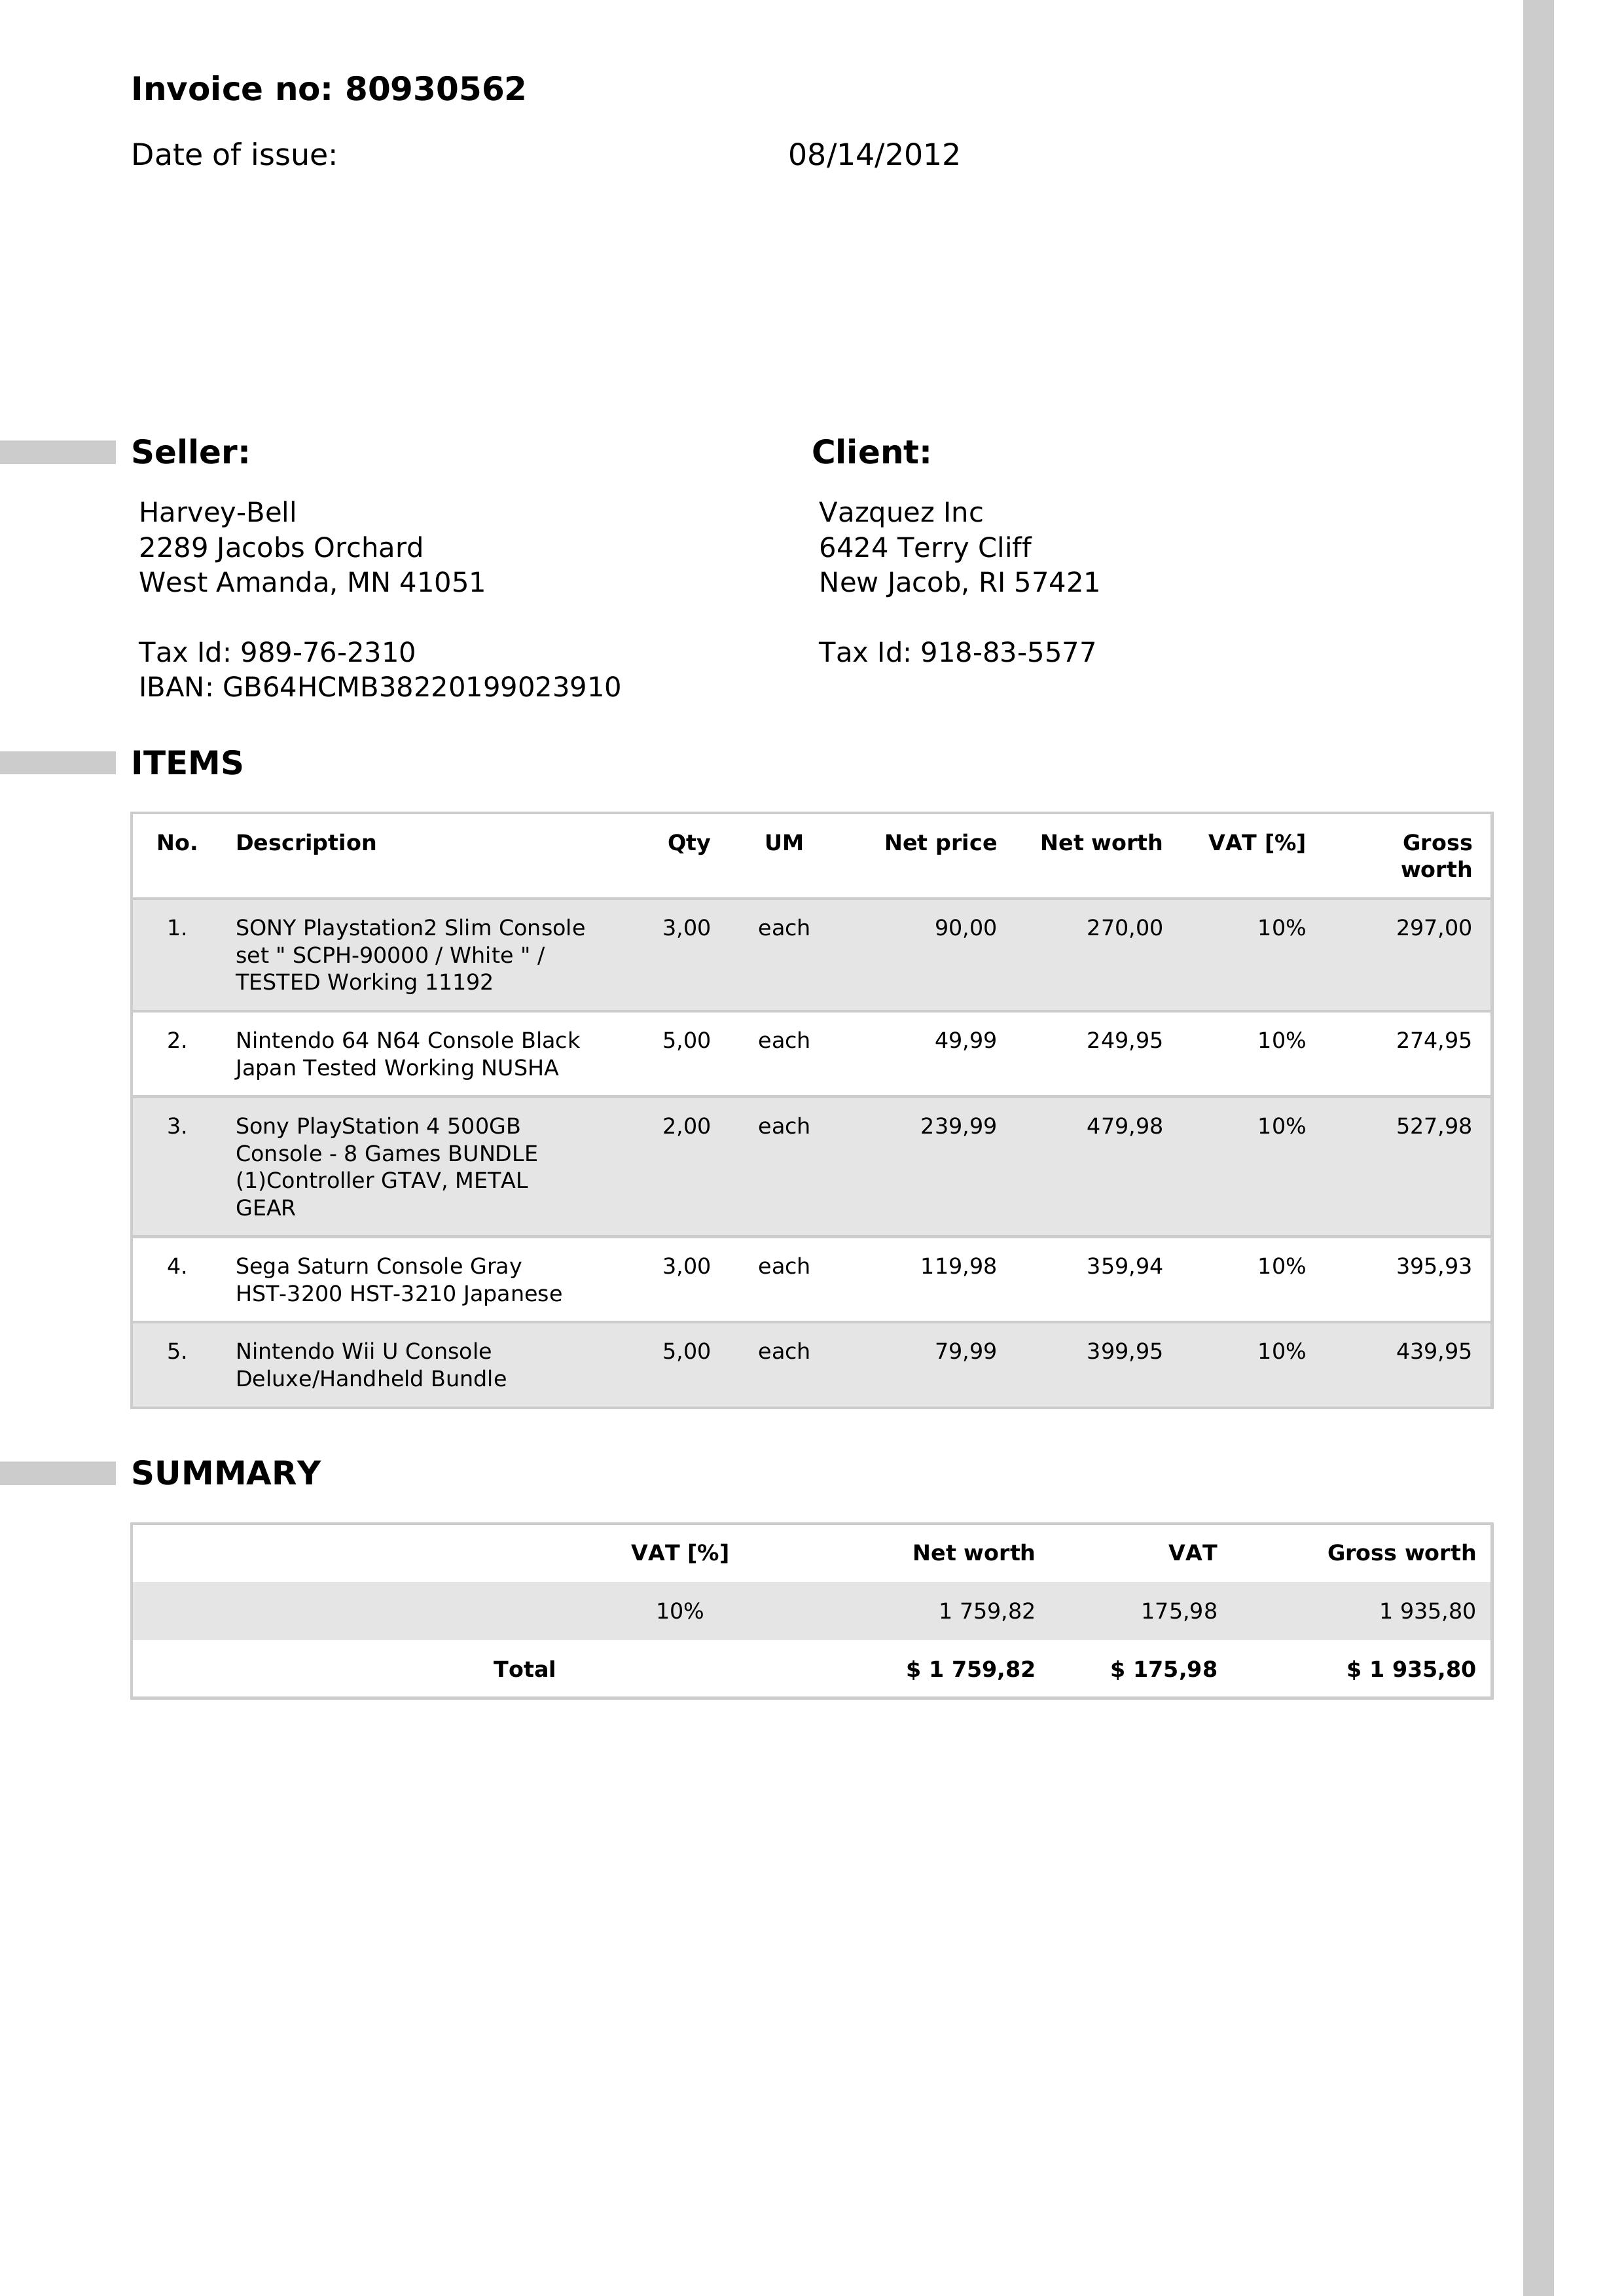 Invoice no: 80930562
Date of issue: 08/14/2012
Seller: Client:
Harvey-Bell Vazquez Inc
2289 Jacobs Orchard 6424 Terry Cliff
West Amanda, MN 41051 New Jacob, RI 57421
Tax Id: 989-76-2310 Tax Id: 918-83-5577
IBAN: GB64HCMB38220199023910
ITEMS
No. Description Qty UM Net price Net worth VAT [%] Gross
worth
1. SONY Playstation2 Slim Console 3,00 each 90,00 270,00 10% 297,00
set " SCPH-90000 / White " /
TESTED Working 11192
2. Nintendo 64 N64 Console Black 5,00 each 49,99 249,95 10% 274,95
Japan Tested Working NUSHA
3. Sony PlayStation 4 500GB 2,00 each 239,99 479,98 10% 527,98
Console - 8 Games BUNDLE
(1)Controller GTAV, METAL
GEAR
4. Sega Saturn Console Gray 3,00 each 119,98 359,94 10% 395,93
HST-3200 HST-3210 Japanese
5. Nintendo Wii U Console 5,00 each 79,99 399,95 10% 439,95
Deluxe/Handheld Bundle
SUMMARY
VAT [%] Net worth VAT Gross worth
10% 1 759,82 175,98 1 935,80
Total $ 1 759,82 $ 175,98 $ 1 935,80